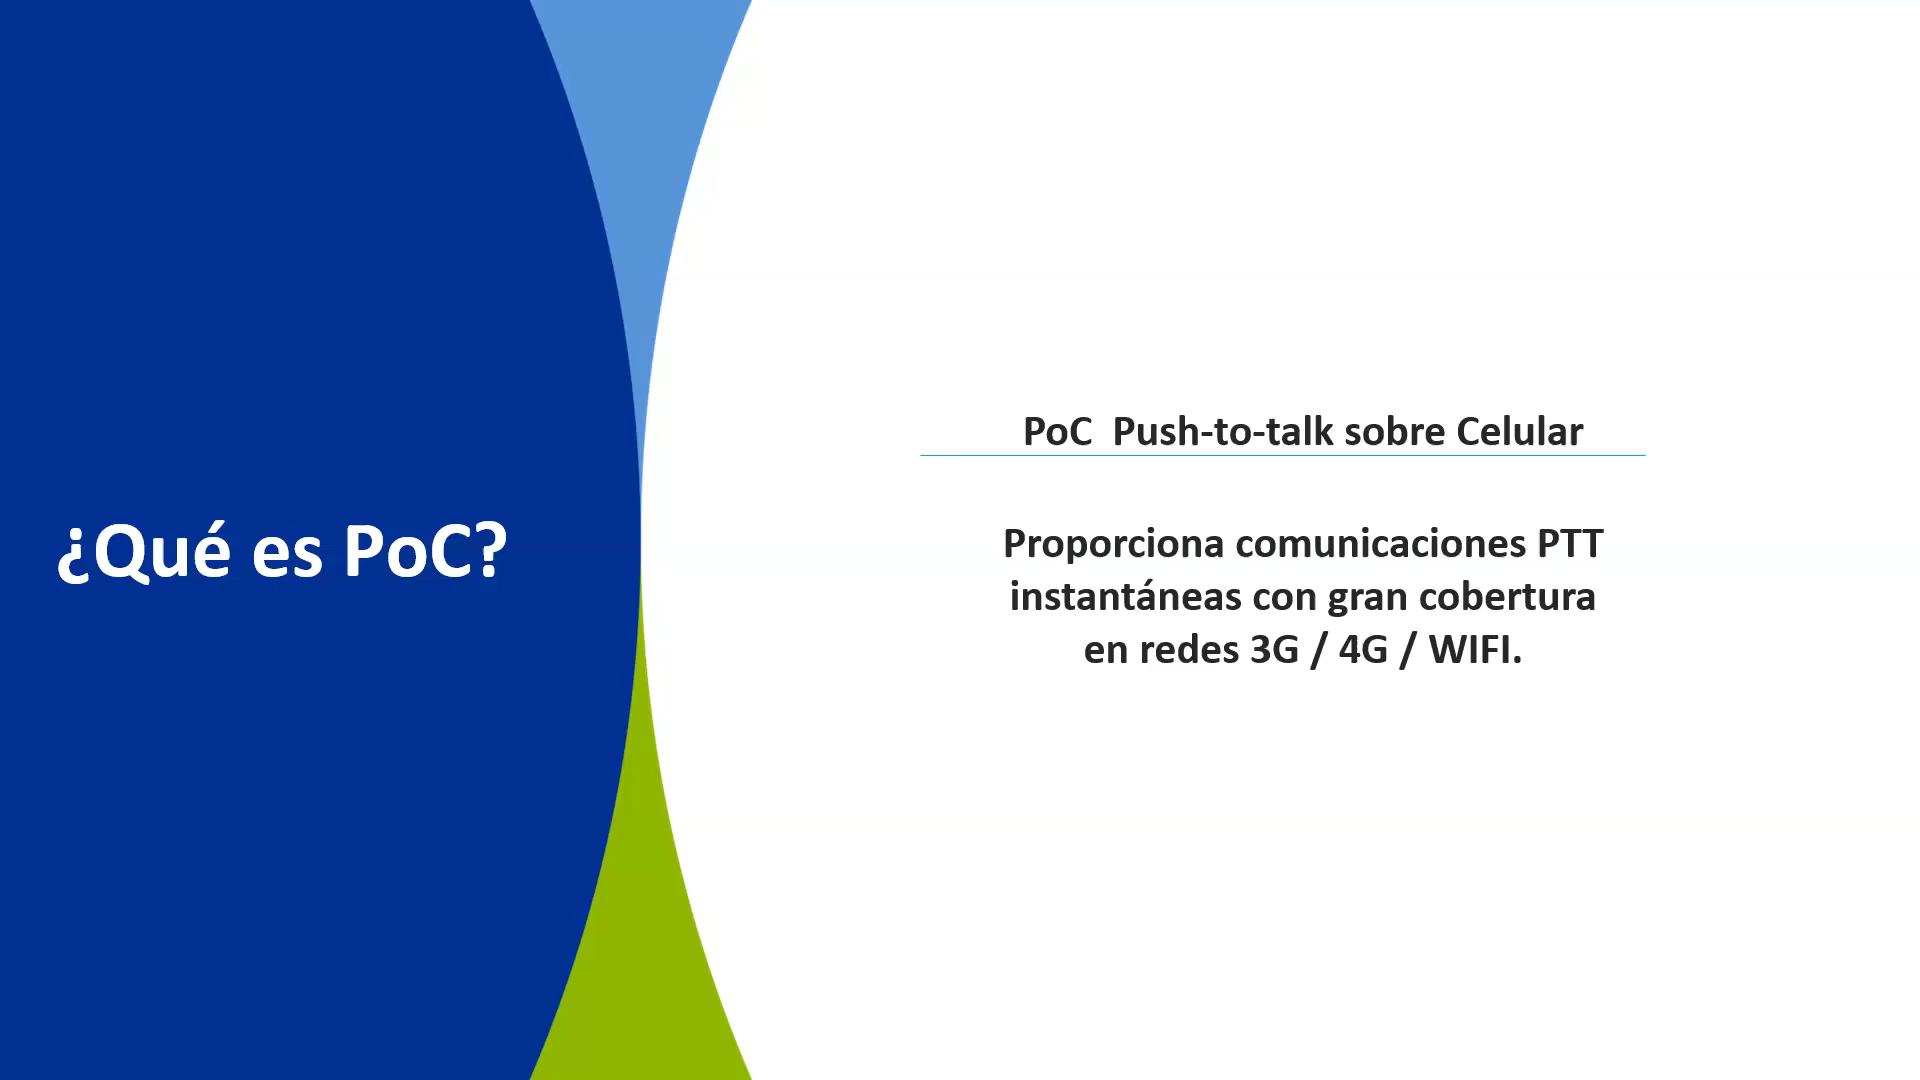 ¿Qué es PoC?
PoC  Push-to-talk sobre Celular
Proporciona comunicaciones PTT
instantáneas con gran cobertura
en redes 3G / 4G / WIFI.